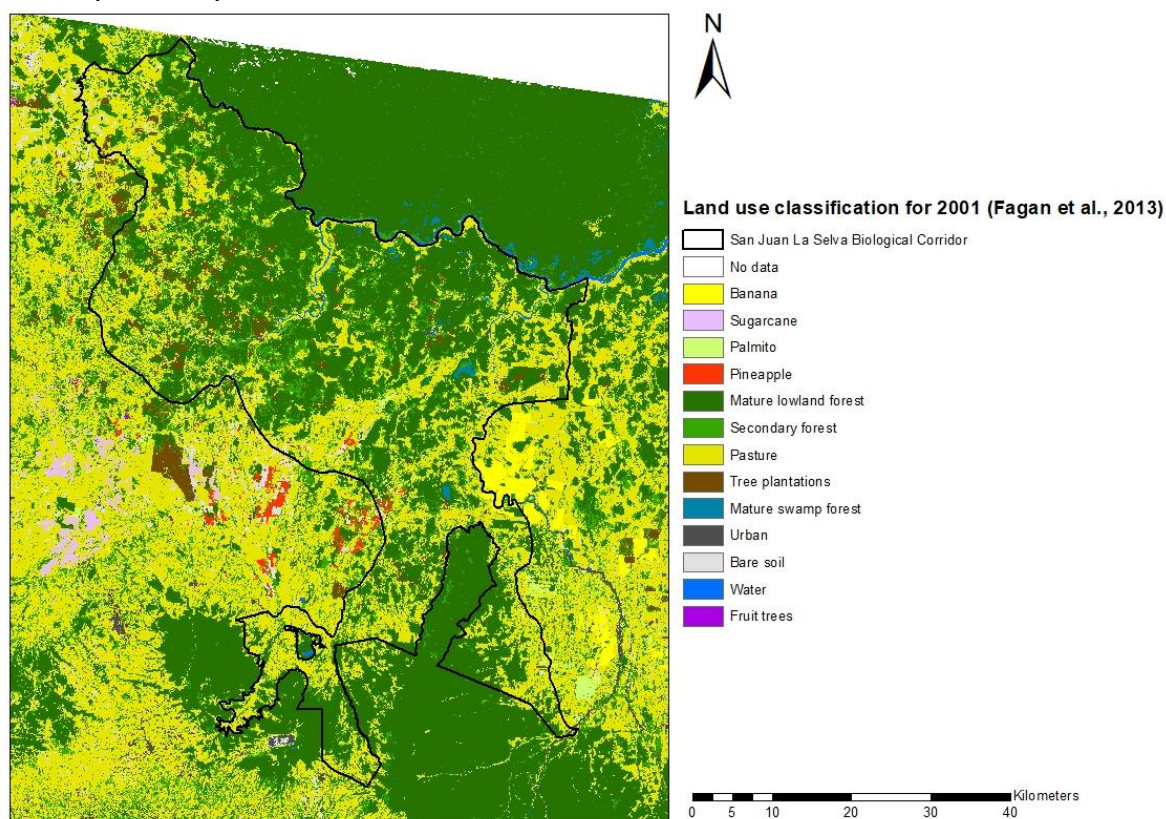 N
Land use classification for 2001 (Fagan et al., 2013)
San Juan La Selva Biological Corridor
No data
Banana
Sugarcane
Palmito
Pineapple
Mature lowland forest
Secondary forest
Pasture
Tree plantations
Mature swamp forest
Urban
Bare soil
Water
Fruit trees
Kilometers
0 5 10 20 30 40